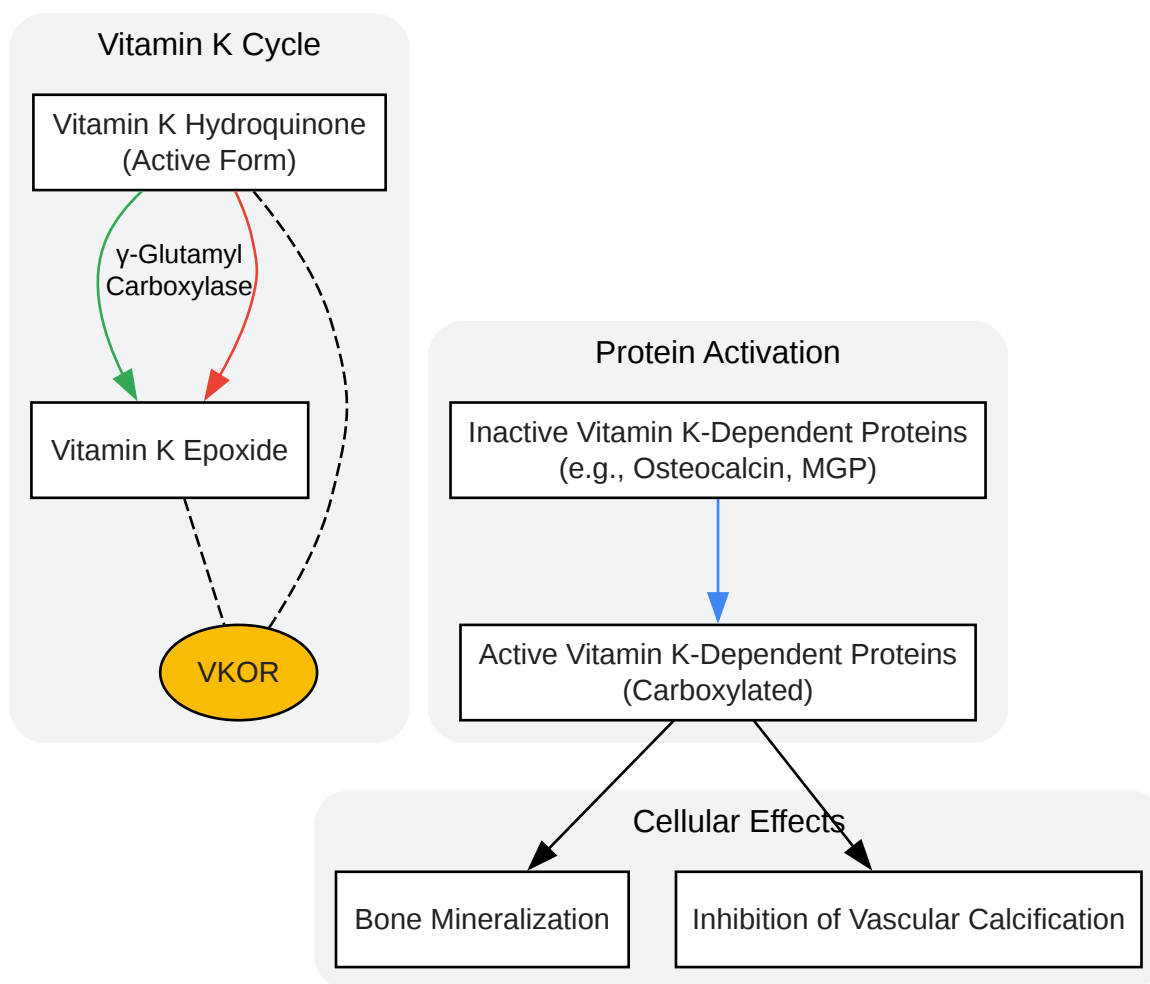 Vitamin K Cycle
Vitamin K Hydroquinone
(Active Form)
γ-Glutamyl
Carboxylase
Vitamin K Epoxide
VKOR
Protein Activation
Inactive Vitamin K-Dependent Proteins
(e.g., Osteocalcin, MGP)
Active Vitamin K-Dependent Proteins
(Carboxylated)
Cellular Effects
Bone Mineralization
Inhibition of Vascular Calcification